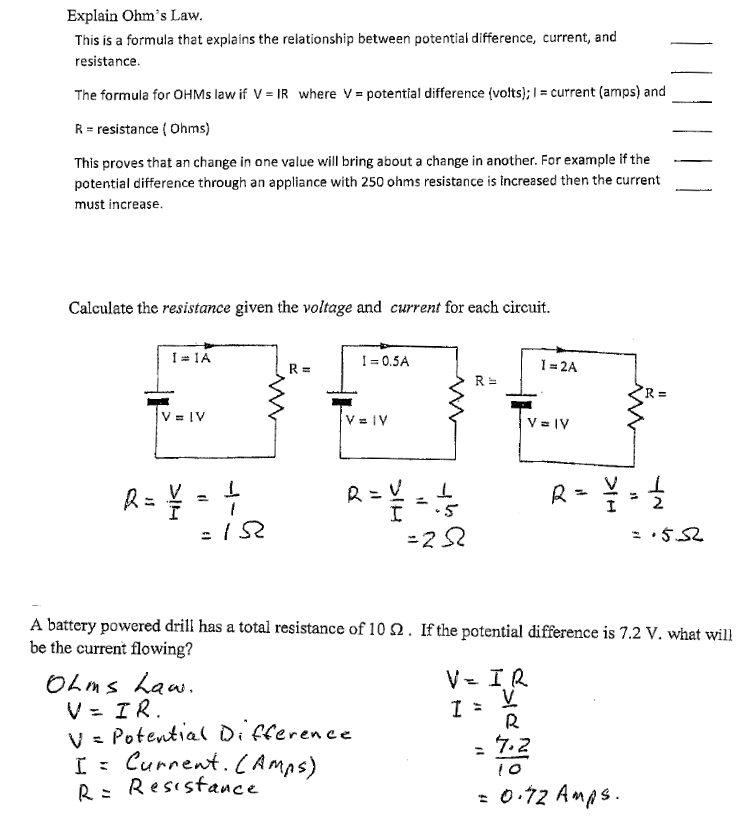 Explain Ohm's Law.
This is a formula that explains the relationship between potential difference, current, and
resistance.
The formula for OHMs law if V = IR where V = potential difference (volts); I = current (amps) and
R = resistance ( Ohms)
This proves that an change in one value will bring about a change in another. For example if the
potential difference through an appliance with 250 ohms resistance is increased then the current
must increase.
Calculate the resistance given the voltage and current for each circuit.
I = 1A
R =
V = 1V
I = 0.5A
R =
V = 1V
I = 2A
R =
V = 1V
R = V/I = 1/1
= 1Ω
R = V/I = 1/.5
= 2Ω
R = V/I = 1/2
= .5Ω
A battery powered drill has a total resistance of 10 Ω . If the potential difference is 7.2 V. what will
be the current flowing?
Ohms Law.
V = IR.
V = Potential Difference
I = Current. (Amps)
R = Resistance
V = IR
I = V/R
= 7.2/10
= 0.72 Amps.